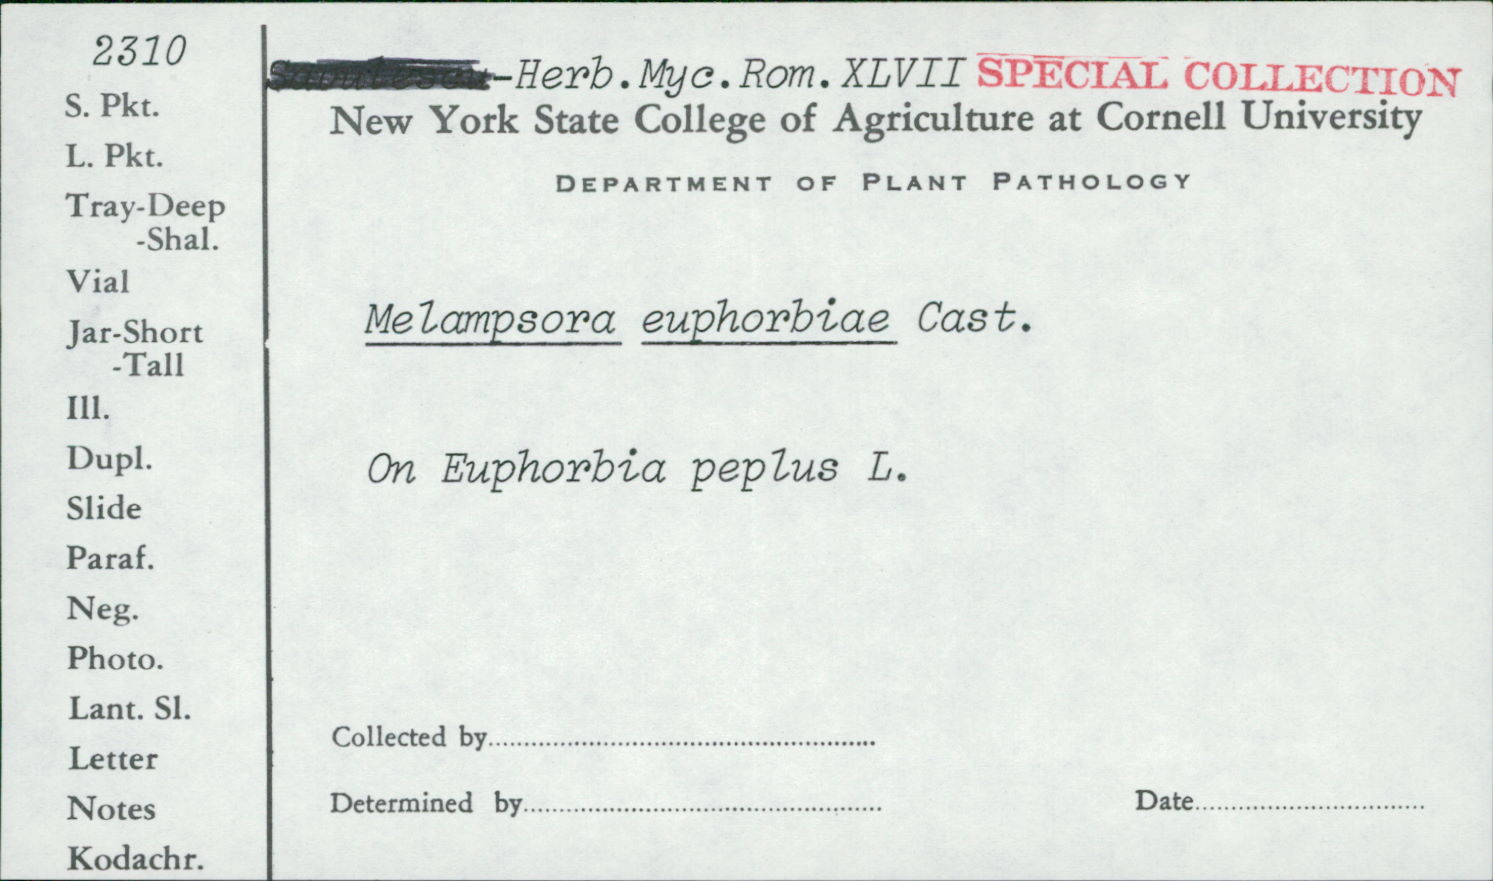 2310
S. Pkt.
L. Pkt.
Tray-Deep
-Shal.
Vial
Jar-Short
-Tall
Ill.
Dupl.
Slide
Paraf.
Neg.
Photo.
Lant. Sl.
Letter
Notes
Kodachr.
-Herb.Myc.Rom.XLVII SPECIAL COLLECTION
New York State College of Agriculture at Cornell University
DEPARTMENT OF PLANT PATHOLOGY
Melampsora euphorbiae Cast.
On Euphorbia peplus L.
Collected by
Determined by
Date